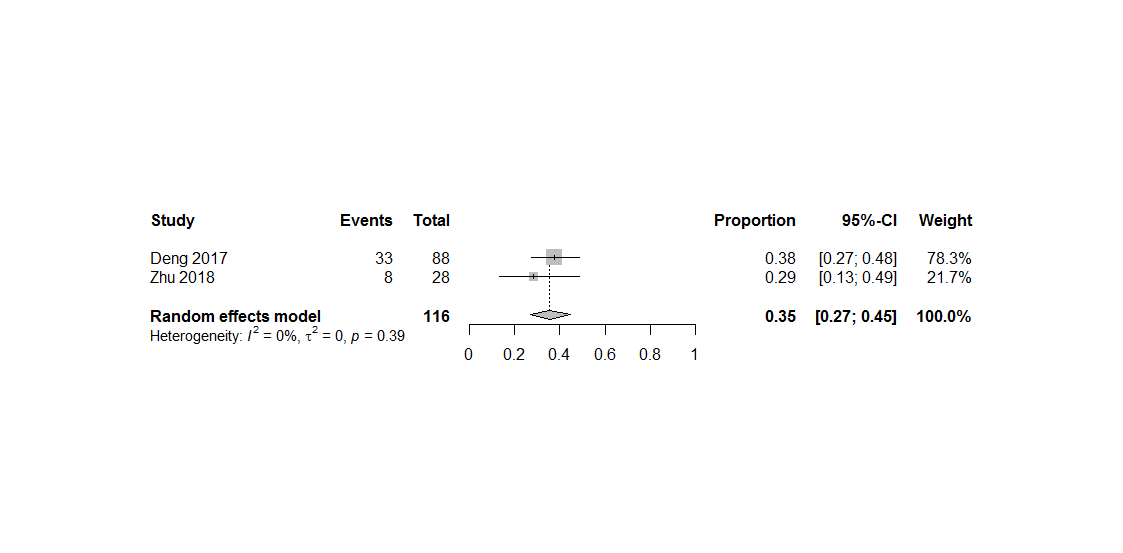 Study Events Total Proportion 95%-CI Weight
Deng 2017 33 88 0.38 [0.27; 0.48] 78.3%
Zhu 2018 8 28 0.29 [0.13; 0.49] 21.7%
Random effects model 116 0.35 [0.27; 0.45] 100.0%
Heterogeneity: I² = 0%, τ² = 0, p = 0.39
0 0.2 0.4 0.6 0.8 1